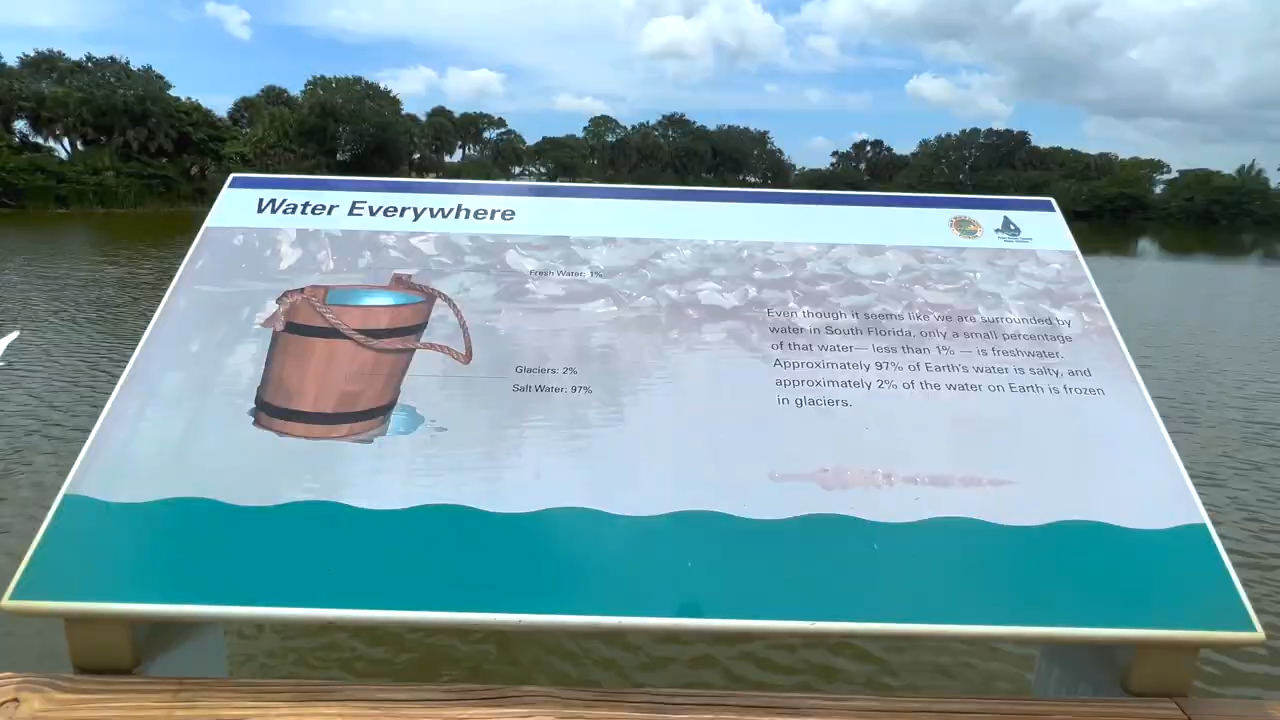 Water Everywhere
Fresh Water: 1%
Glaciers: 2%
Salt Water: 97%
Even though it seems like we are surrounded by
water in South Florida, only a small percentage
of that water— less than 1% — is freshwater.
Approximately 97% of Earth's water is salty, and
approximately 2% of the water on Earth is frozen
in glaciers.